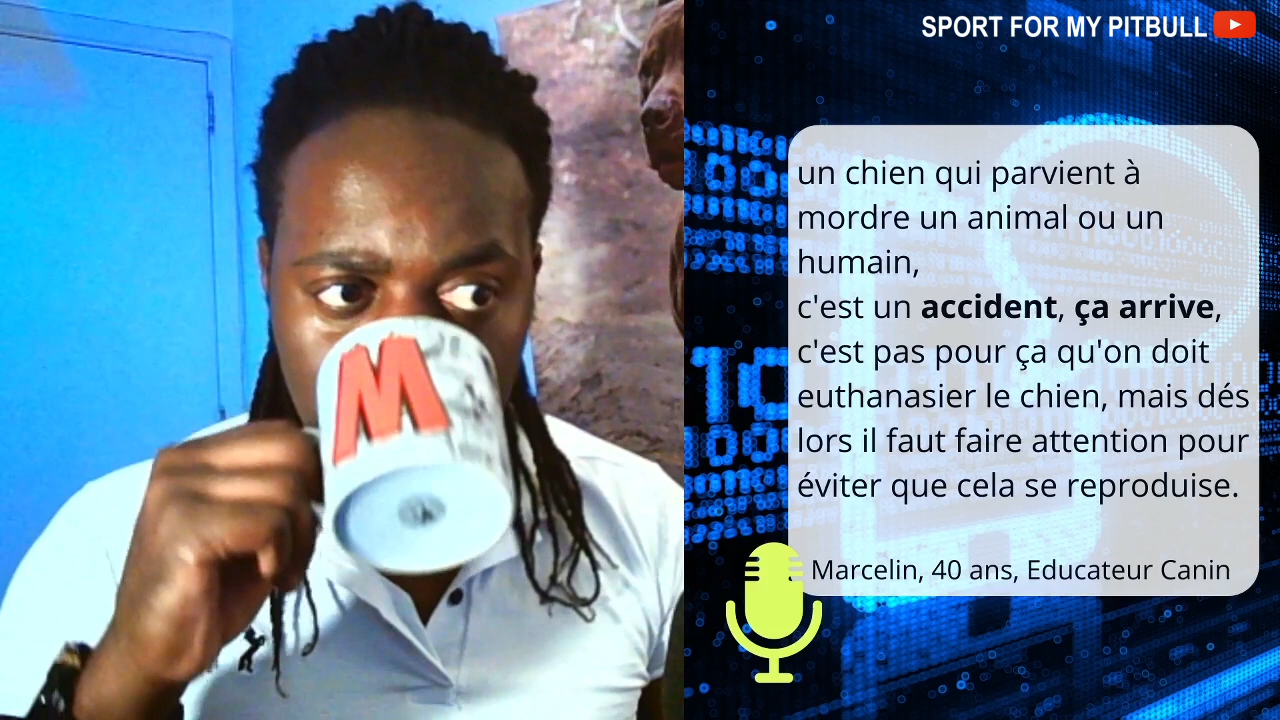 SPORT FOR MY PITBULL
M
un chien qui parvient à
mordre un animal ou un
humain,
c'est un accident, ça arrive,
c'est pas pour ça qu'on doit
euthanasier le chien, mais dés
lors il faut faire attention pour
éviter que cela se reproduise.
Marcelin, 40 ans, Educateur Canin